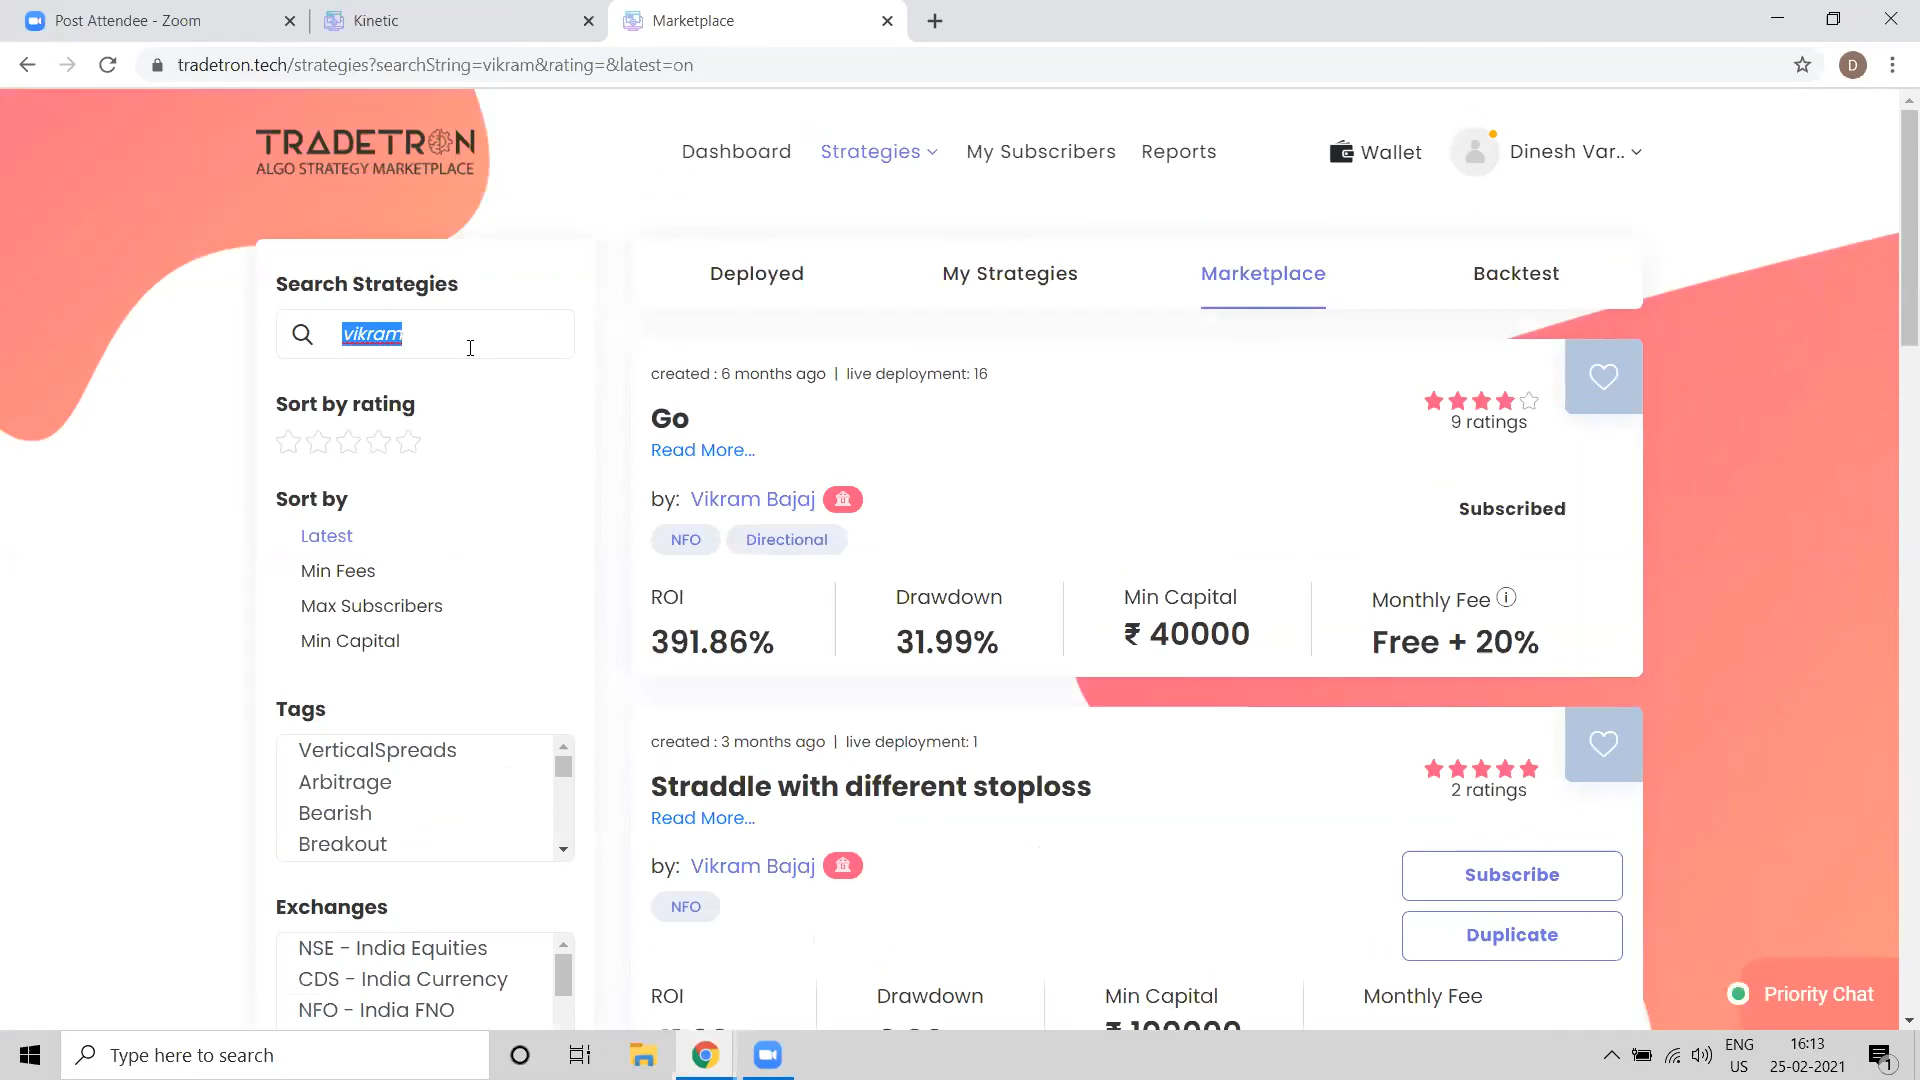 Post Attendee - Zoom
Kinetic
Marketplace
tradetron.tech/strategies?searchString=vikram&rating=&latest=on
D
TRADETRON
ALGO STRATEGY MARKETPLACE
Dashboard
Strategies
My Subscribers
Reports
Wallet
Dinesh Var..
Search Strategies
vikram
Sort by rating
Sort by
Latest
Min Fees
Max Subscribers
Min Capital
Tags
VerticalSpreads
Arbitrage
Bearish
Breakout
Exchanges
NSE - India Equities
CDS - India Currency
NFO - India FNO
Deployed
My Strategies
Marketplace
Backtest
created : 6 months ago | live deployment: 16
Go
Read More...
9 ratings
by: Vikram Bajaj
Subscribed
NFO
Directional
ROI
Drawdown
Min Capital
Monthly Fee
391.86%
31.99%
₹ 40000
Free + 20%
created : 3 months ago | live deployment: 1
Straddle with different stoploss
Read More...
2 ratings
by: Vikram Bajaj
NFO
Subscribe
Duplicate
ROI
Drawdown
Min Capital
Monthly Fee
₹ 100000
Priority Chat
Type here to search
ENG
US
16:13
25-02-2021
1